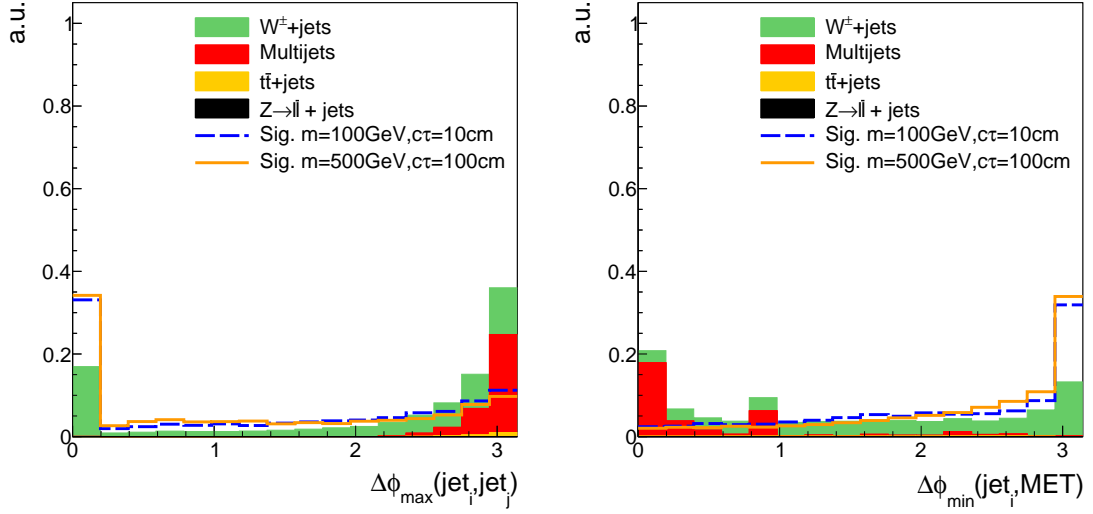 a.u.
1
0.8
0.6
0.4
0.2
0
0 1 2 3
W±+jets
Multijets
tt̄+jets
Z→ll̄ + jets
Sig. m=100GeV,cτ=10cm
Sig. m=500GeV,cτ=100cm
Δϕmax(jeti,jetj)
a.u.
1
0.8
0.6
0.4
0.2
0
0 1 2 3
W±+jets
Multijets
tt̄+jets
Z→ll̄ + jets
Sig. m=100GeV,cτ=10cm
Sig. m=500GeV,cτ=100cm
Δϕmin(jeti,MET)